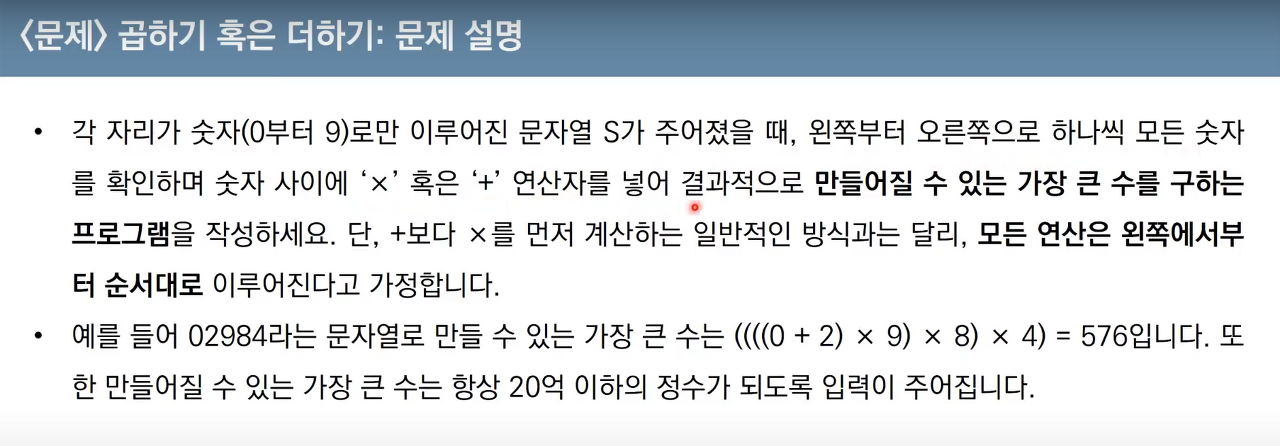 〈문제〉 곱하기 혹은 더하기: 문제 설명
• 각 자리가 숫자(0부터 9)로만 이루어진 문자열 S가 주어졌을 때, 왼쪽부터 오른쪽으로 하나씩 모든 숫자
를 확인하며 숫자 사이에 ‘×’ 혹은 ‘+’ 연산자를 넣어 결과적으로 만들어질 수 있는 가장 큰 수를 구하는
프로그램을 작성하세요. 단, +보다 ×를 먼저 계산하는 일반적인 방식과는 달리, 모든 연산은 왼쪽에서부
터 순서대로 이루어진다고 가정합니다.
• 예를 들어 02984라는 문자열로 만들 수 있는 가장 큰 수는 ((((0 + 2) × 9) × 8) × 4) = 576입니다. 또
한 만들어질 수 있는 가장 큰 수는 항상 20억 이하의 정수가 되도록 입력이 주어집니다.